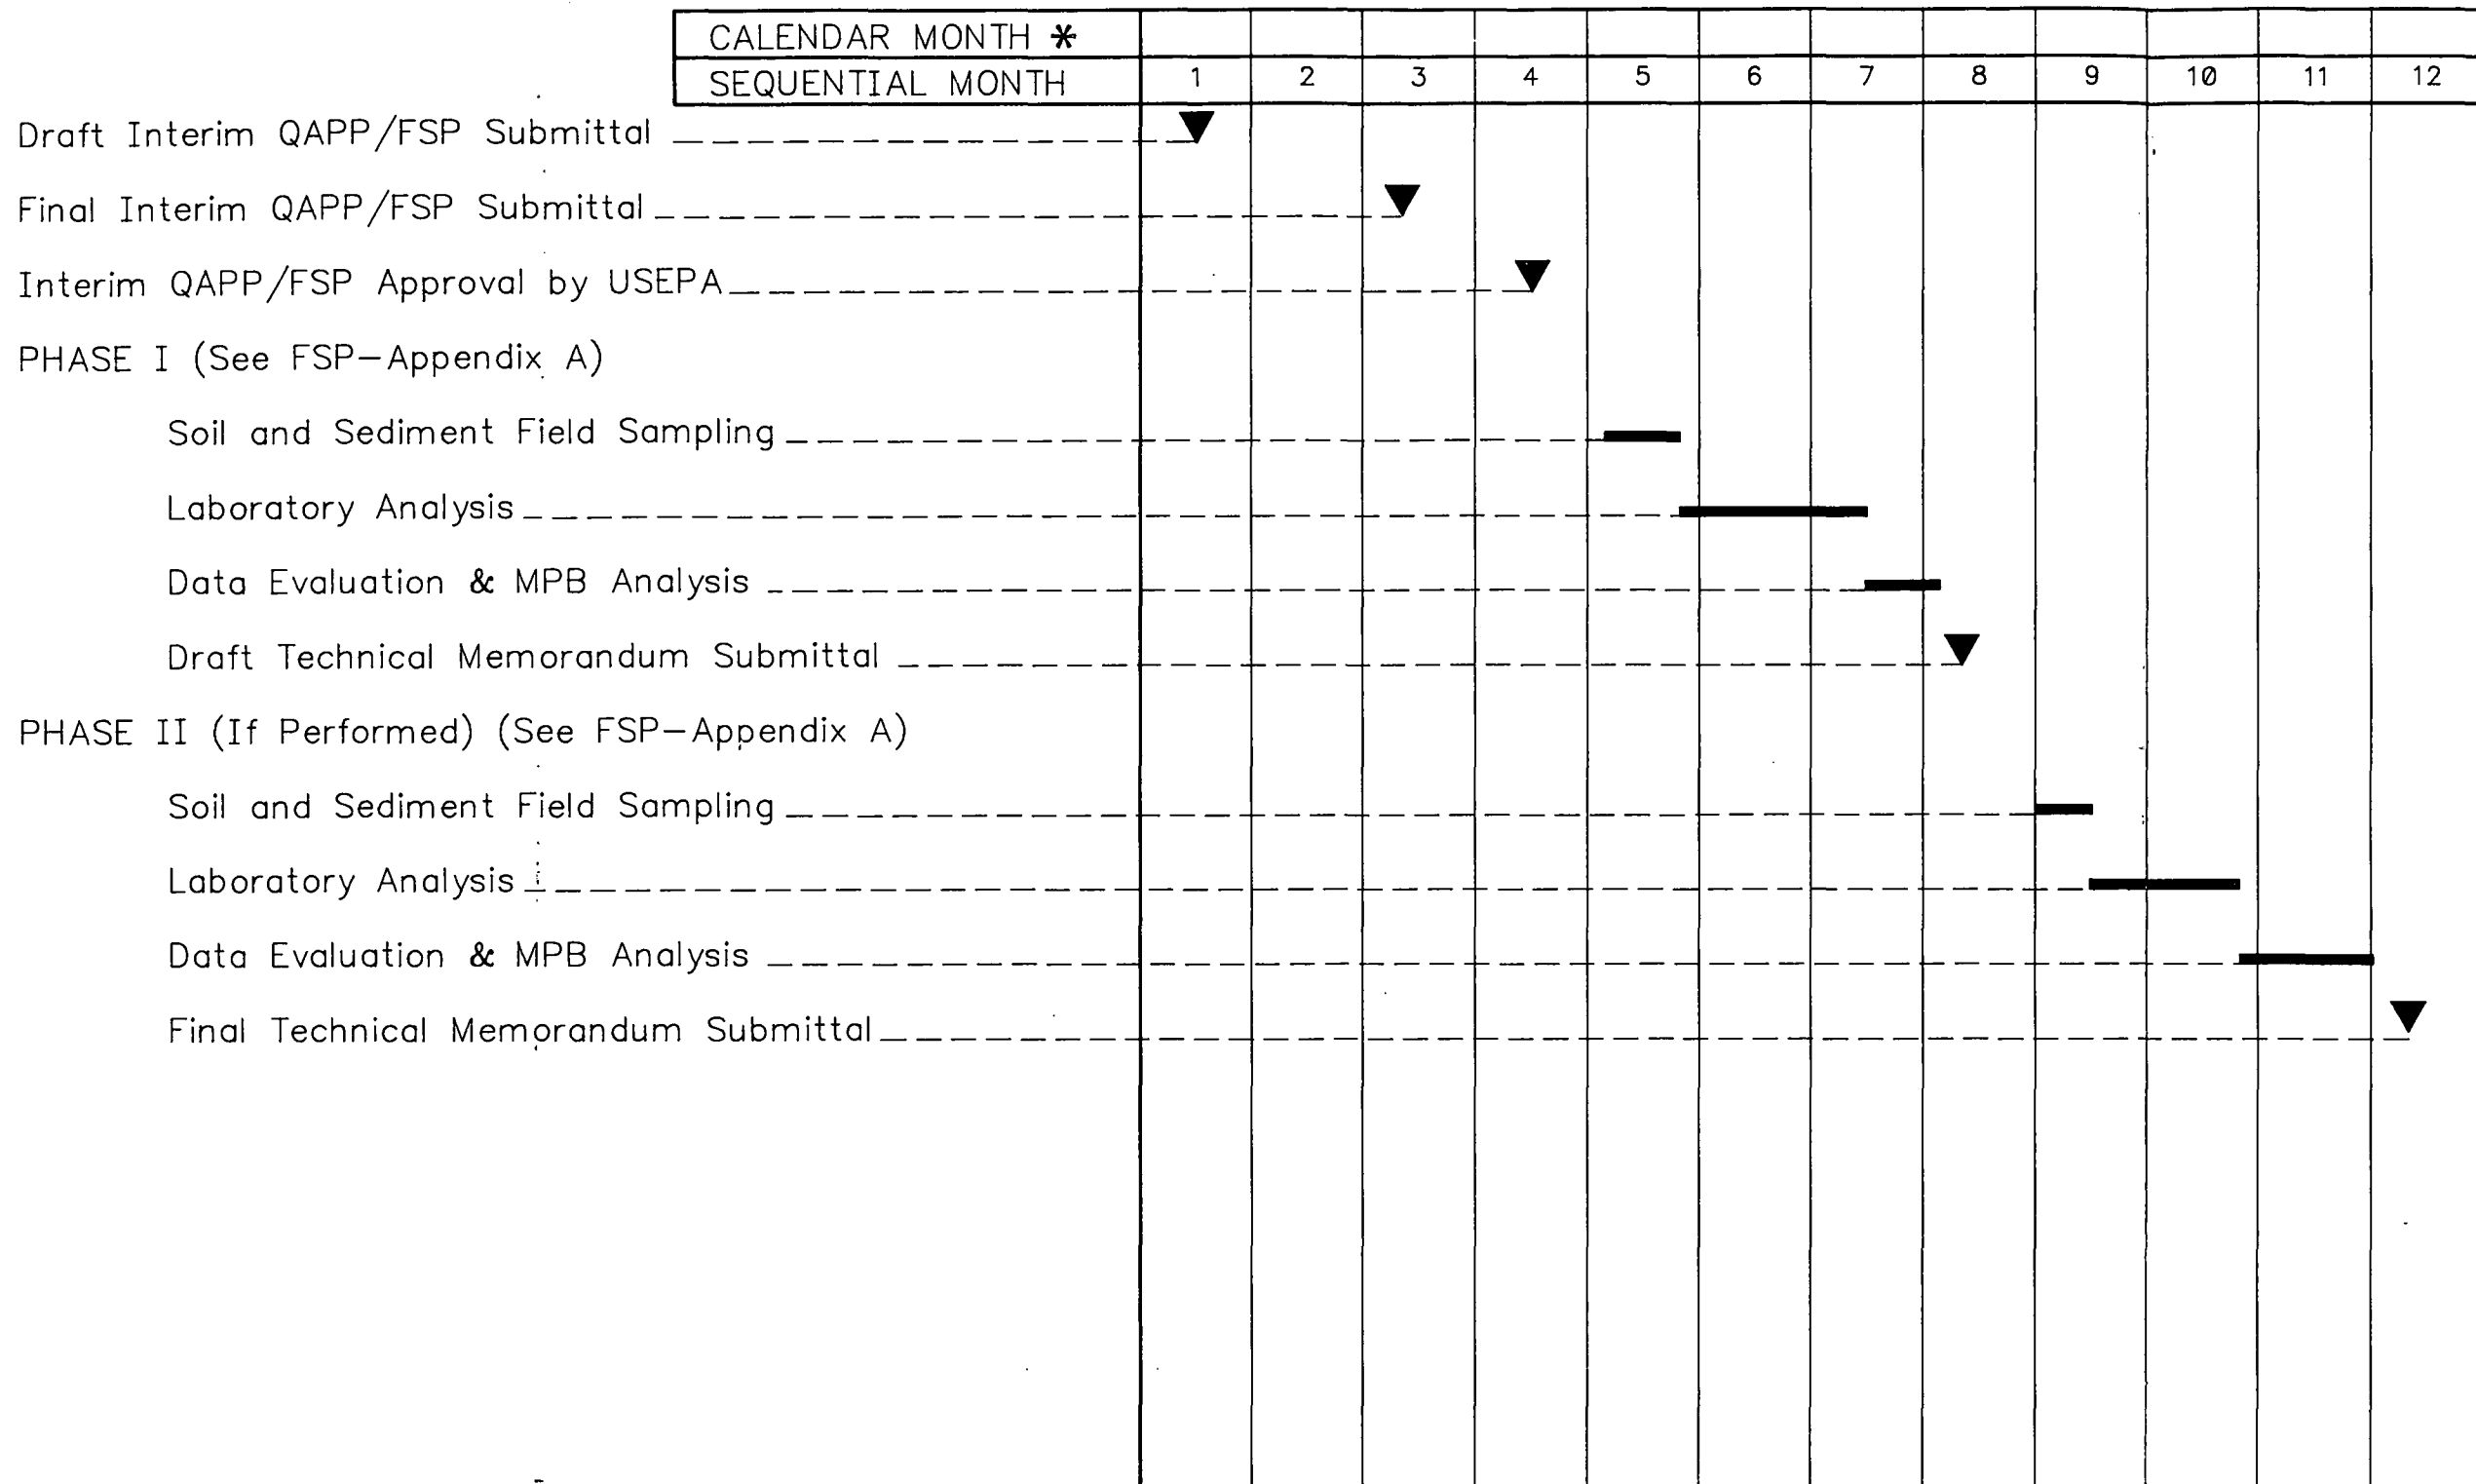 CALENDAR MONTH *
SEQUENTIAL MONTH 1 2 3 4 5 6 7 8 9 10 11 12
Draft Interim QAPP/FSP Submittal
Final Interim QAPP/FSP Submittal
Interim QAPP/FSP Approval by USEPA
PHASE I (See FSP-Appendix A)
Soil and Sediment Field Sampling
Laboratory Analysis
Data Evaluation & MPB Analysis
Draft Technical Memorandum Submittal
PHASE II (If Performed) (See FSP-Appendix A)
Soil and Sediment Field Sampling
Laboratory Analysis
Data Evaluation & MPB Analysis
Final Technical Memorandum Submittal